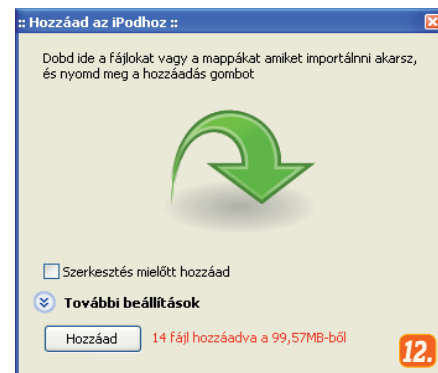 :: Hozzáad az iPodhoz ::
Dobd ide a fájlokat vagy a mappákat amiket importálnni akarsz,
és nyomd meg a hozzáadás gombot
Szerkesztés mielőtt hozzáad
További beállítások
Hozzáad 14 fájl hozzáadva a 99,57MB-ből
12.